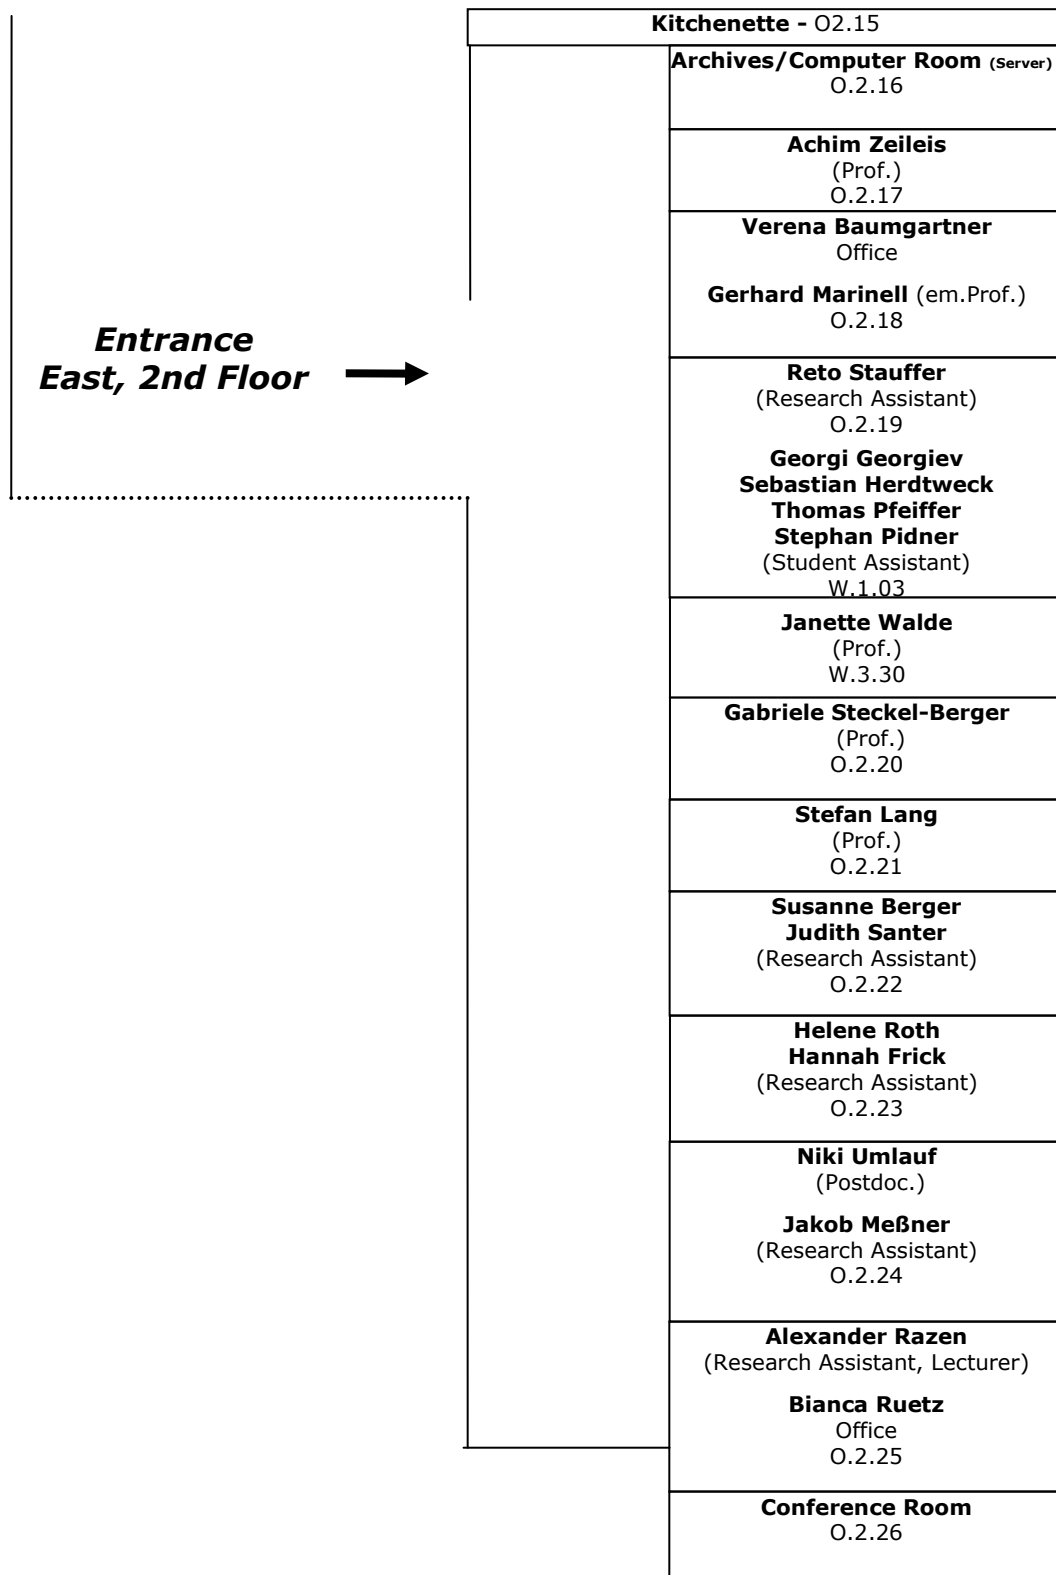 Kitchenette - O2.15
Archives/Computer Room (Server)
O.2.16
Achim Zeileis
(Prof.)
O.2.17
Verena Baumgartner
Office
Gerhard Marinell (em.Prof.)
O.2.18
Entrance
East, 2nd Floor
Reto Stauffer
(Research Assistant)
O.2.19
Georgi Georgiev
Sebastian Herdtweck
Thomas Pfeiffer
Stephan Pidner
(Student Assistant)
W.1.03
Janette Walde
(Prof.)
W.3.30
Gabriele Steckel-Berger
(Prof.)
O.2.20
Stefan Lang
(Prof.)
O.2.21
Susanne Berger
Judith Santer
(Research Assistant)
O.2.22
Helene Roth
Hannah Frick
(Research Assistant)
O.2.23
Niki Umlauf
(Postdoc.)
Jakob Meßner
(Research Assistant)
O.2.24
Alexander Razen
(Research Assistant, Lecturer)
Bianca Ruetz
Office
O.2.25
Conference Room
O.2.26